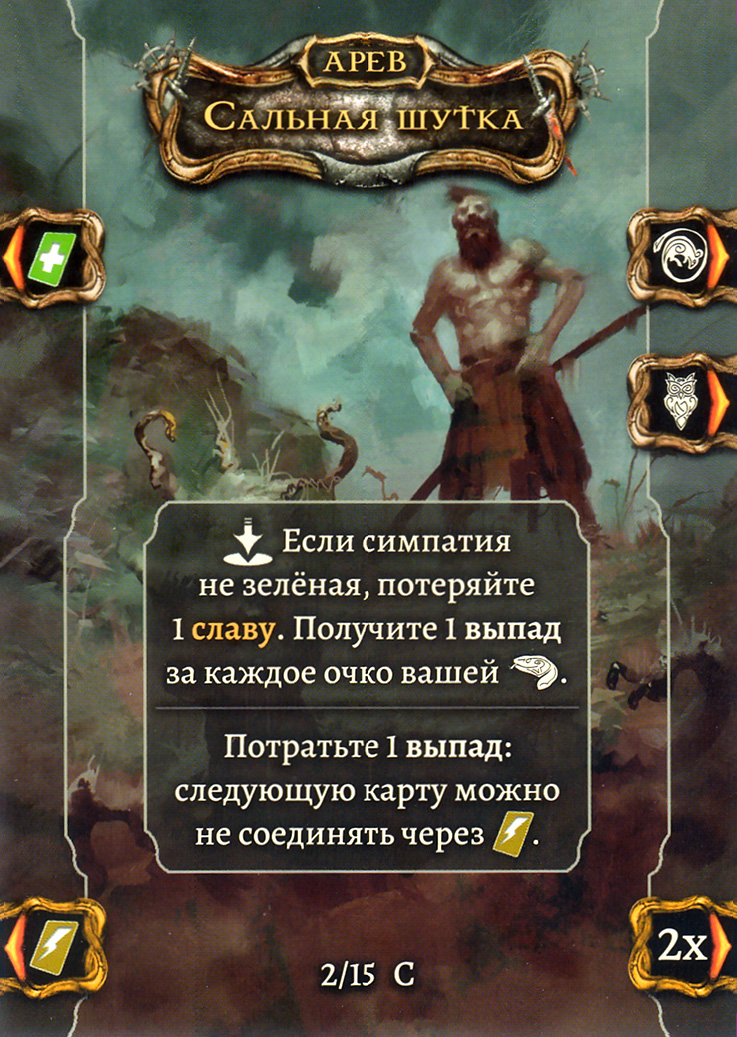 АРЕВ
Сальная шутка
Если симпатия
не зелёная, потеряйте
1 славу. Получите 1 выпад
за каждое очко вашей .
Потратьте 1 выпад:
следующую карту можно
не соединять через .
2x
2/15 C